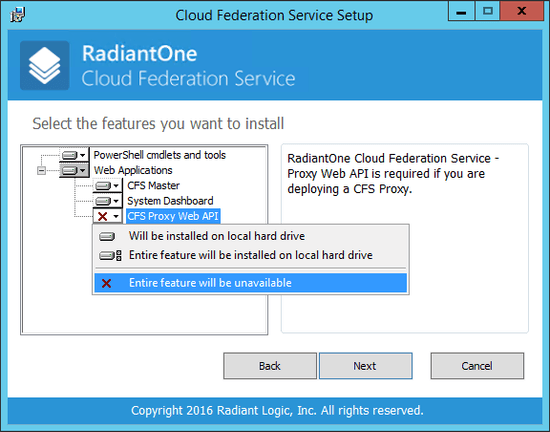 Cloud Federation Service Setup
RadiantOne
Cloud Federation Service
Select the features you want to install
PowerShell cmdlets and tools
Web Applications
CFS Master
System Dashboard
CFS Proxy Web API
Will be installed on local hard drive
Entire feature will be installed on local hard drive
Entire feature will be unavailable
RadiantOne Cloud Federation Service -
Proxy Web API is required if you are
deploying a CFS Proxy.
Back
Next
Cancel
Copyright 2016 Radiant Logic, Inc. All rights reserved.